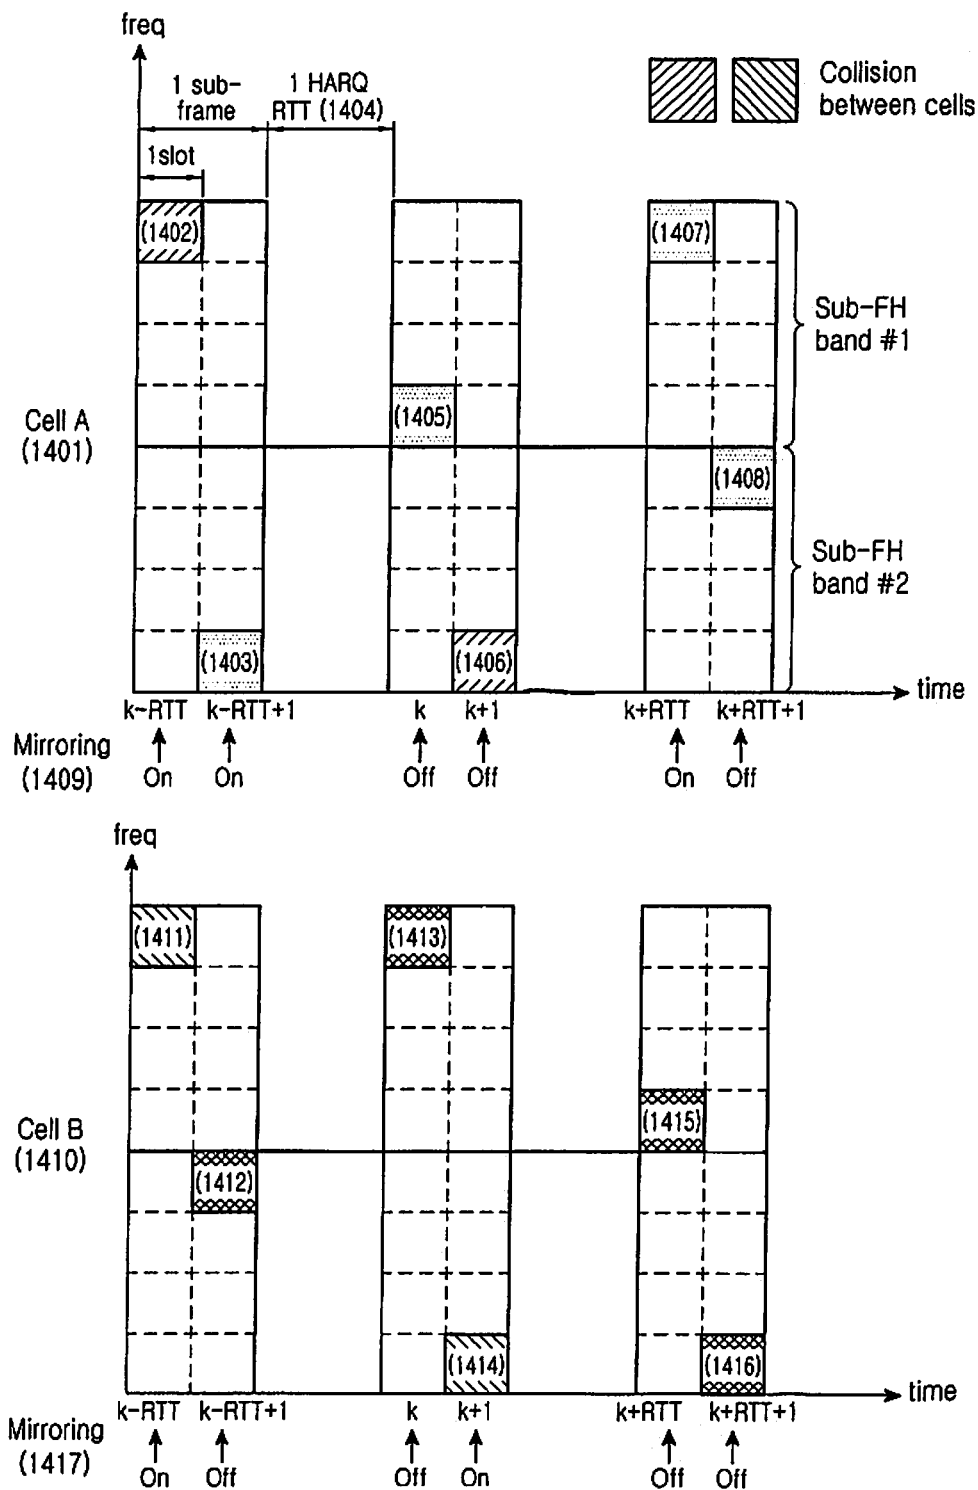 freq
1 sub-
frame
1 HARQ
RTT (1404)
Collision
between cells
1slot
(1402)
(1407)
Sub-FH
band #1
(1405)
Cell A
(1401)
(1408)
Sub-FH
band #2
(1403)
(1406)
time
k-RTT
k-RTT+1
k
k+1
k+RTT
k+RTT+1
Mirroring
(1409)
On
On
Off
Off
On
Off
freq
(1411)
(1413)
(1415)
Cell B
(1410)
(1412)
(1414)
(1416)
time
k-RTT
k-RTT+1
k
k+1
k+RTT
k+RTT+1
Mirroring
(1417)
On
Off
Off
On
Off
Off